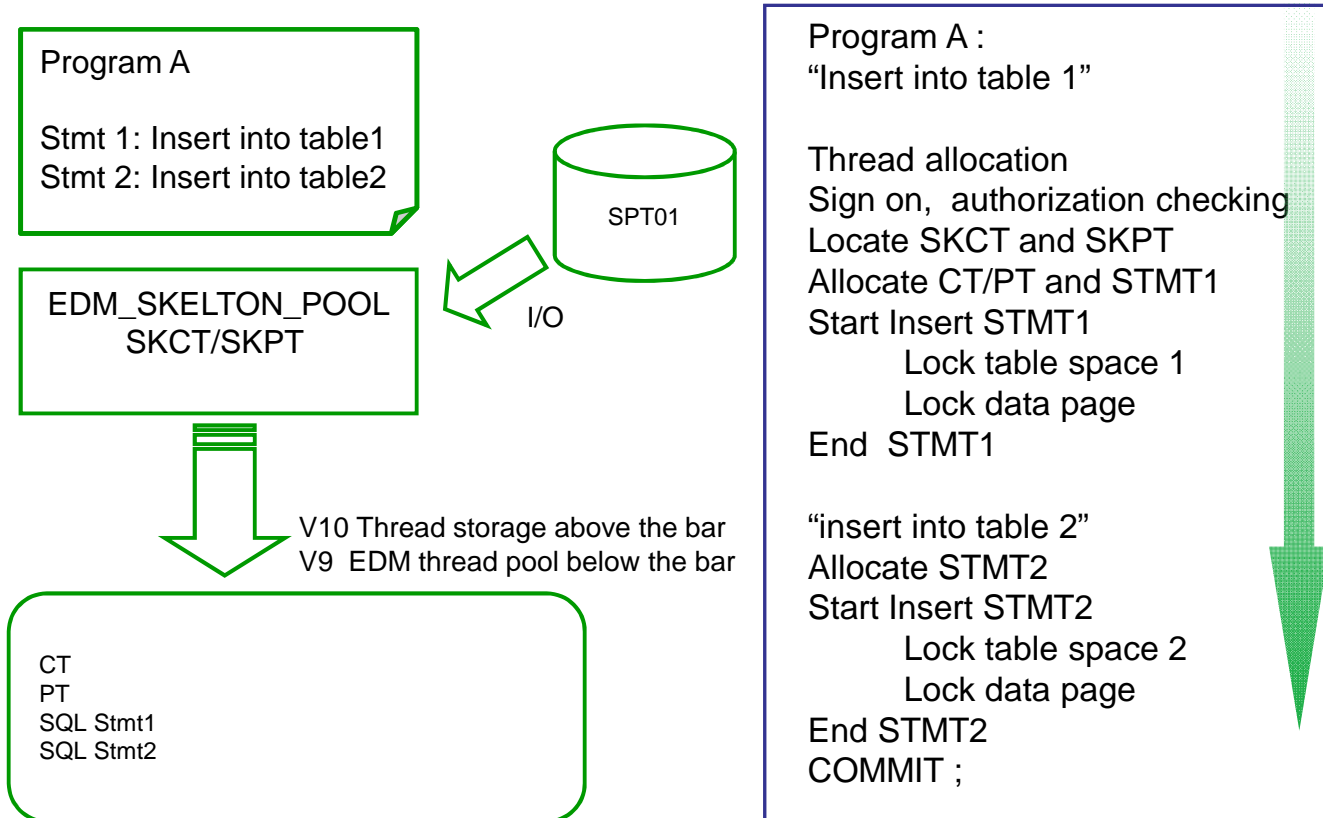 Program A
Stmt 1: Insert into table1
Stmt 2: Insert into table2
SPT01
I/O
EDM_SKELTON_POOL
SKCT/SKPT
V10 Thread storage above the bar
V9 EDM thread pool below the bar
CT
PT
SQL Stmt1
SQL Stmt2
Program A :
“Insert into table 1”
Thread allocation
Sign on, authorization checking
Locate SKCT and SKPT
Allocate CT/PT and STMT1
Start Insert STMT1
Lock table space 1
Lock data page
End STMT1
“insert into table 2”
Allocate STMT2
Start Insert STMT2
Lock table space 2
Lock data page
End STMT2
COMMIT ;